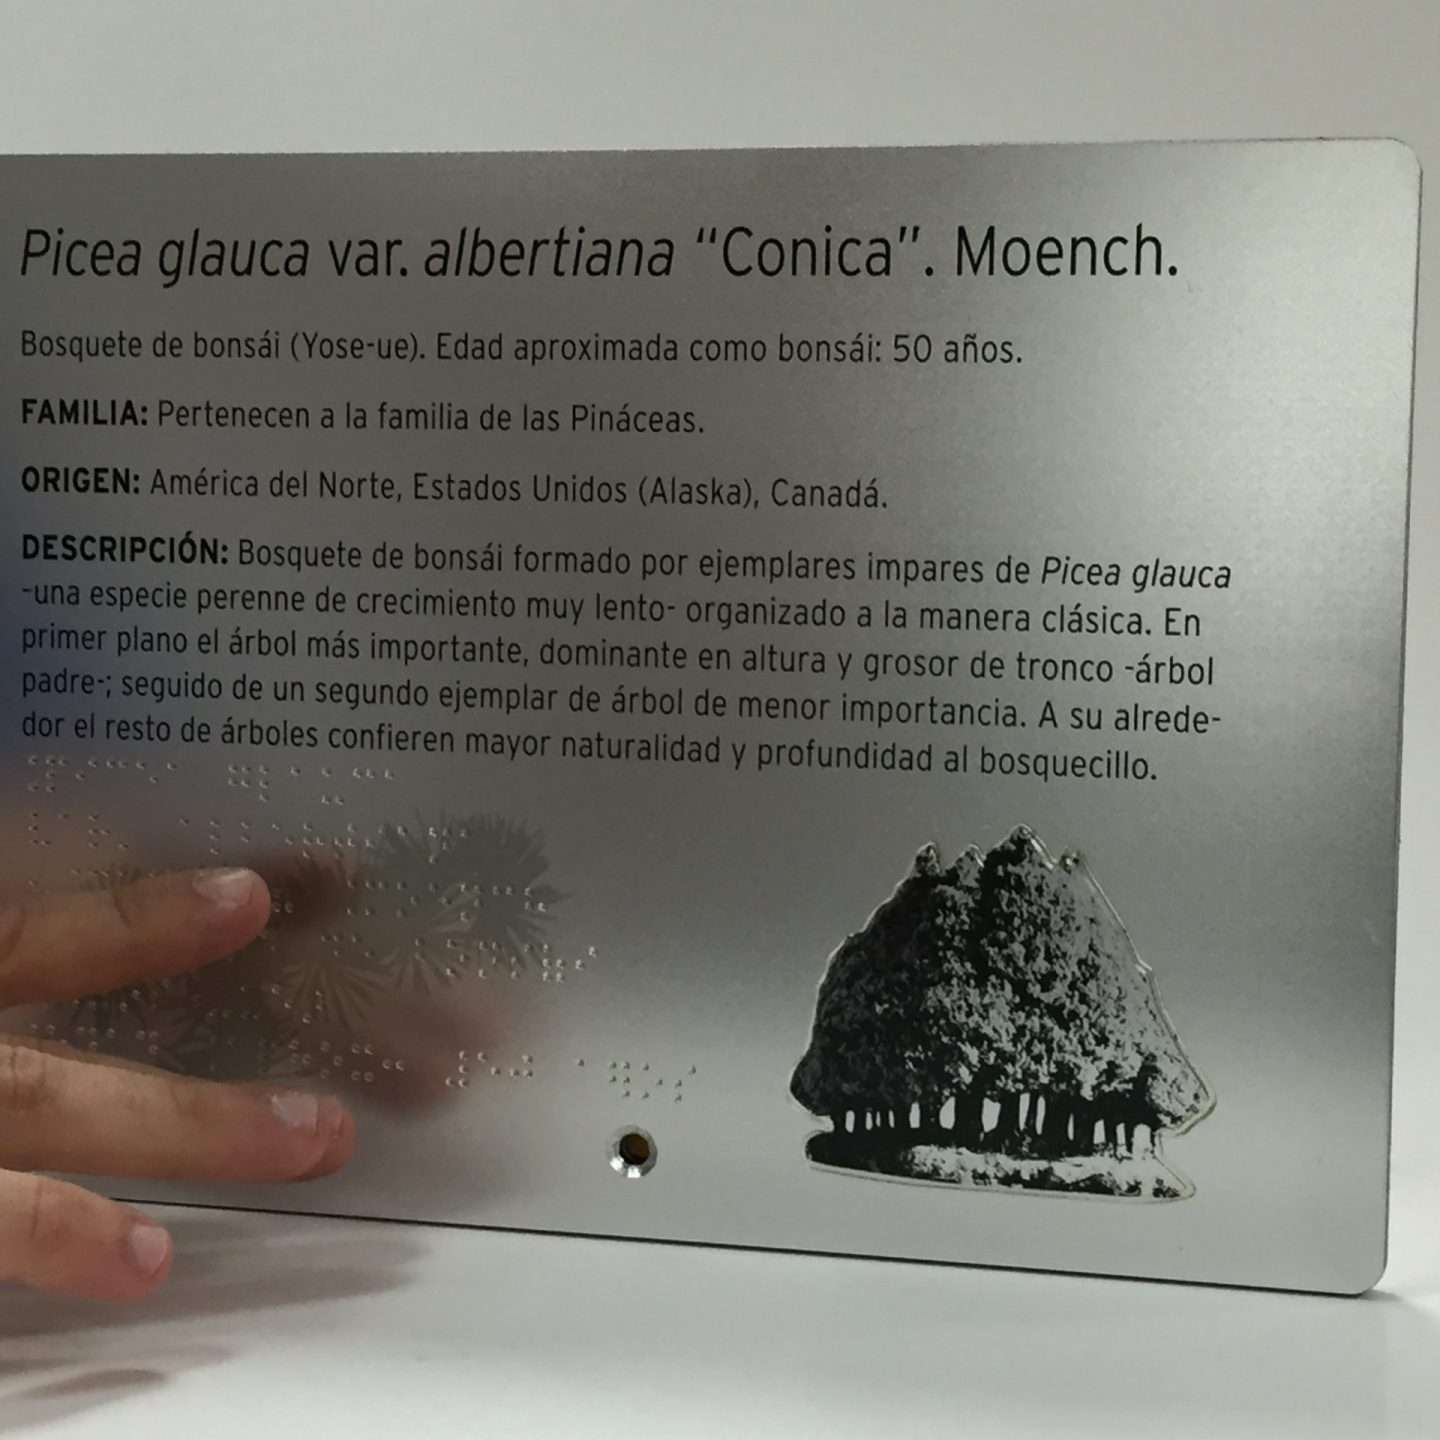 Picea glauca var. albertiana "Conica". Moench.
Bosquete de bonsái (Yose-ue). Edad aproximada como bonsái: 50 años.
FAMILIA: Pertenecen a la familia de las Pináceas.
ORIGEN: América del Norte, Estados Unidos (Alaska), Canadá.
DESCRIPCIÓN: Bosquete de bonsái formado por ejemplares impares de Picea glauca
-una especie perenne de crecimiento muy lento- organizado a la manera clásica. En
primer plano el árbol más importante, dominante en altura y grosor de tronco -árbol
padre-; seguido de un segundo ejemplar de árbol de menor importancia. A su alrede-
dor el resto de árboles confieren mayor naturalidad y profundidad al bosquecillo.